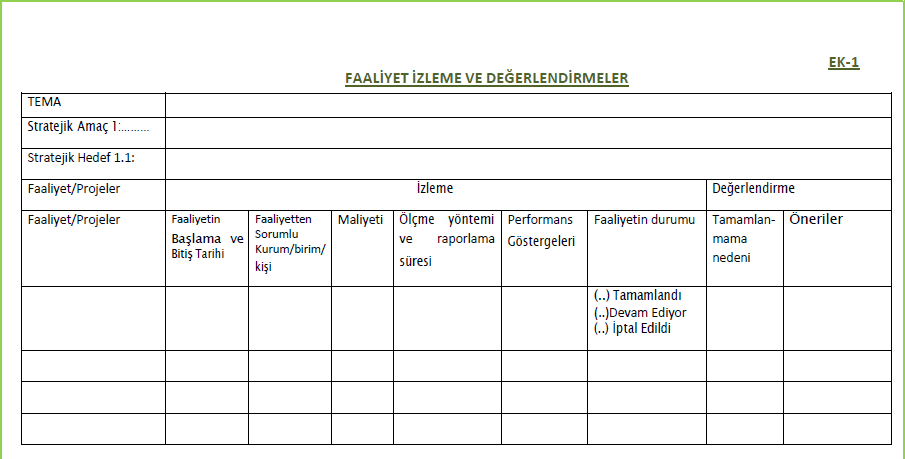 EK-1
FAALİYET İZLEME VE DEĞERLENDİRMELER
TEMA
Stratejik Amaç 1:.........
Stratejik Hedef 1.1:
Faaliyet/Projeler
İzleme
Değerlendirme
Faaliyet/Projeler
Faaliyetin
Başlama ve
Bitiş Tarihi
Faaliyetten
Sorumlu
Kurum/birim/
kişi
Maliyeti
Ölçme yöntemi
ve raporlama
süresi
Performans
Göstergeleri
Faaliyetin durumu
Tamamlan-
mama
nedeni
Öneriler
(..) Tamamlandı
(..)Devam Ediyor
(..) İptal Edildi